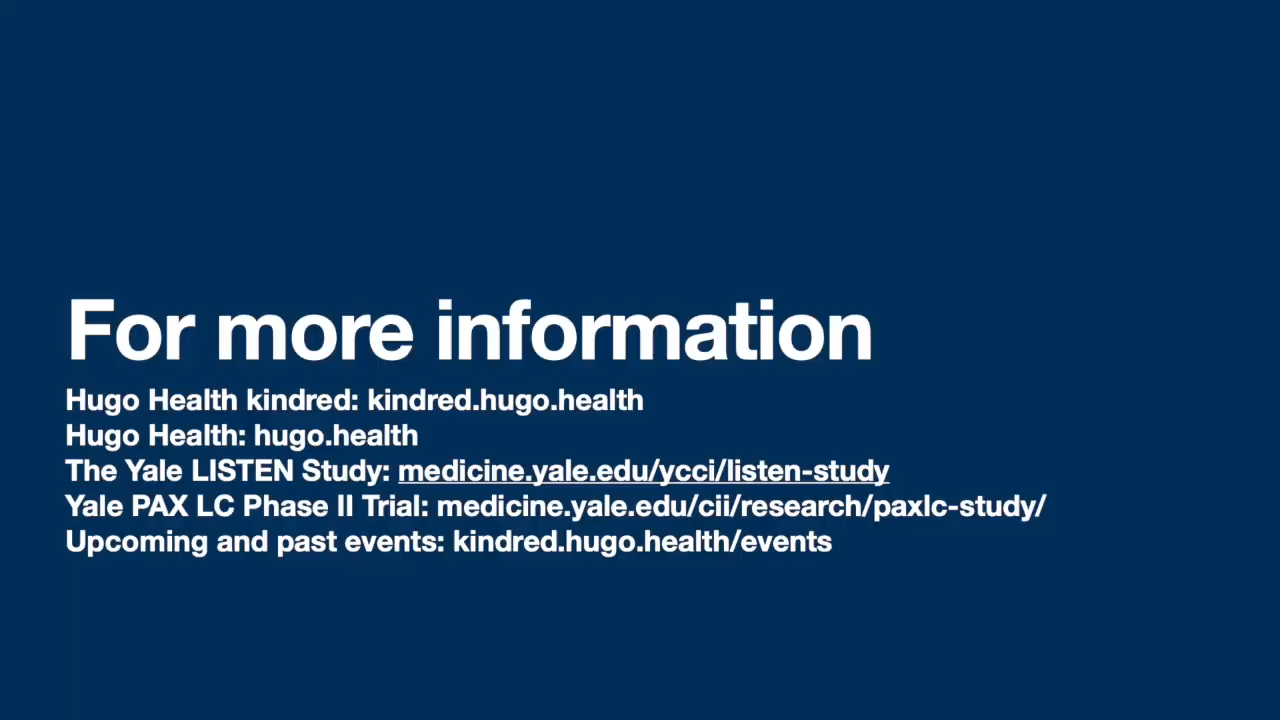 For more information
Hugo Health kindred: kindred.hugo.health
Hugo Health: hugo.health
The Yale LISTEN Study: medicine.yale.edu/ycci/listen-study
Yale PAX LC Phase II Trial: medicine.yale.edu/cii/research/paxlc-study/
Upcoming and past events: kindred.hugo.health/events